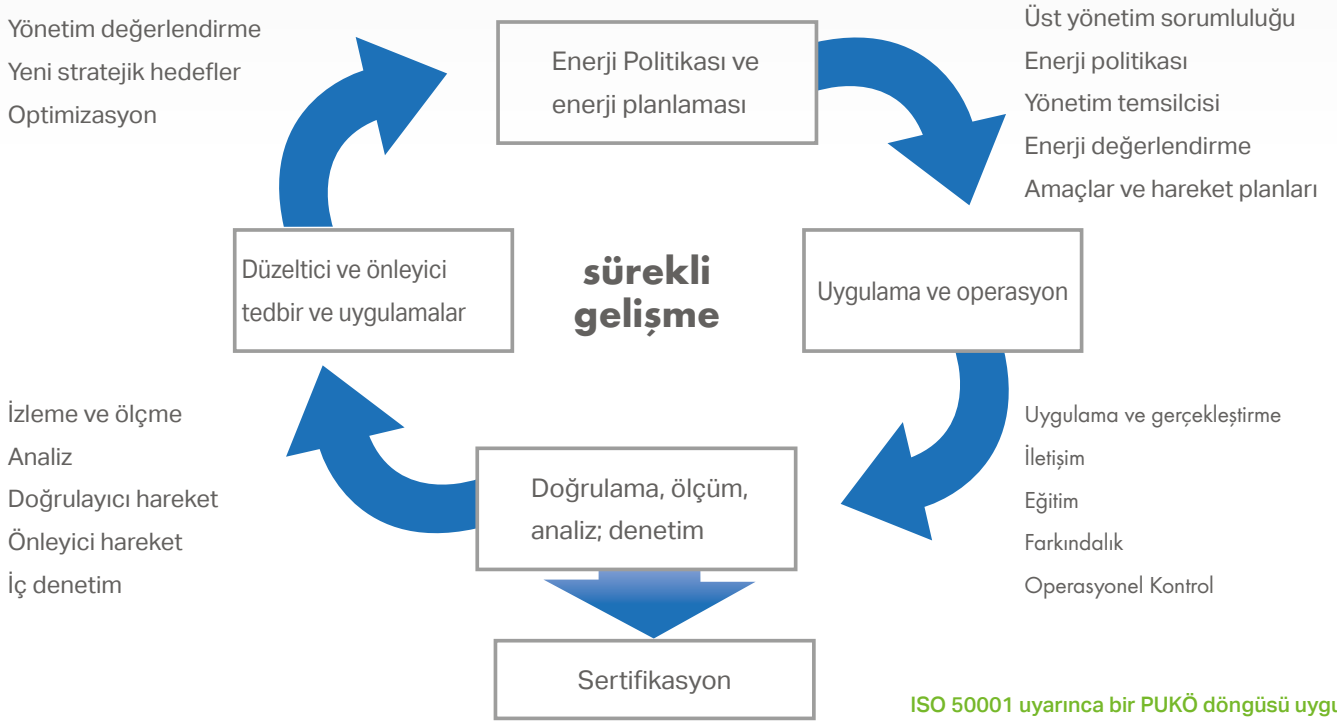 Yönetim değerlendirme
Yeni stratejik hedefler
Optimizasyon
Enerji Politikası ve
enerji planlaması
Üst yönetim sorumluluğu
Enerji politikası
Yönetim temsilcisi
Enerji değerlendirme
Amaçlar ve hareket planları
Düzeltici ve önleyici
tedbir ve uygulamalar
sürekli
gelişme
Uygulama ve operasyon
İzleme ve ölçme
Analiz
Doğrulayıcı hareket
Önleyici hareket
İç denetim
Doğrulama, ölçüm,
analiz; denetim
Uygulama ve gerçekleştirme
İletişim
Eğitim
Farkındalık
Operasyonel Kontrol
Sertifikasyon
ISO 50001 uyarınca bir PUKÖ döngüsü